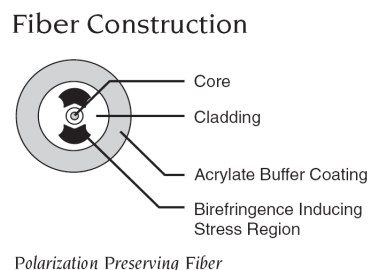 Fiber Construction
Core
Cladding
Acrylate Buffer Coating
Birefringence Inducing
Stress Region
Polarization Preserving Fiber